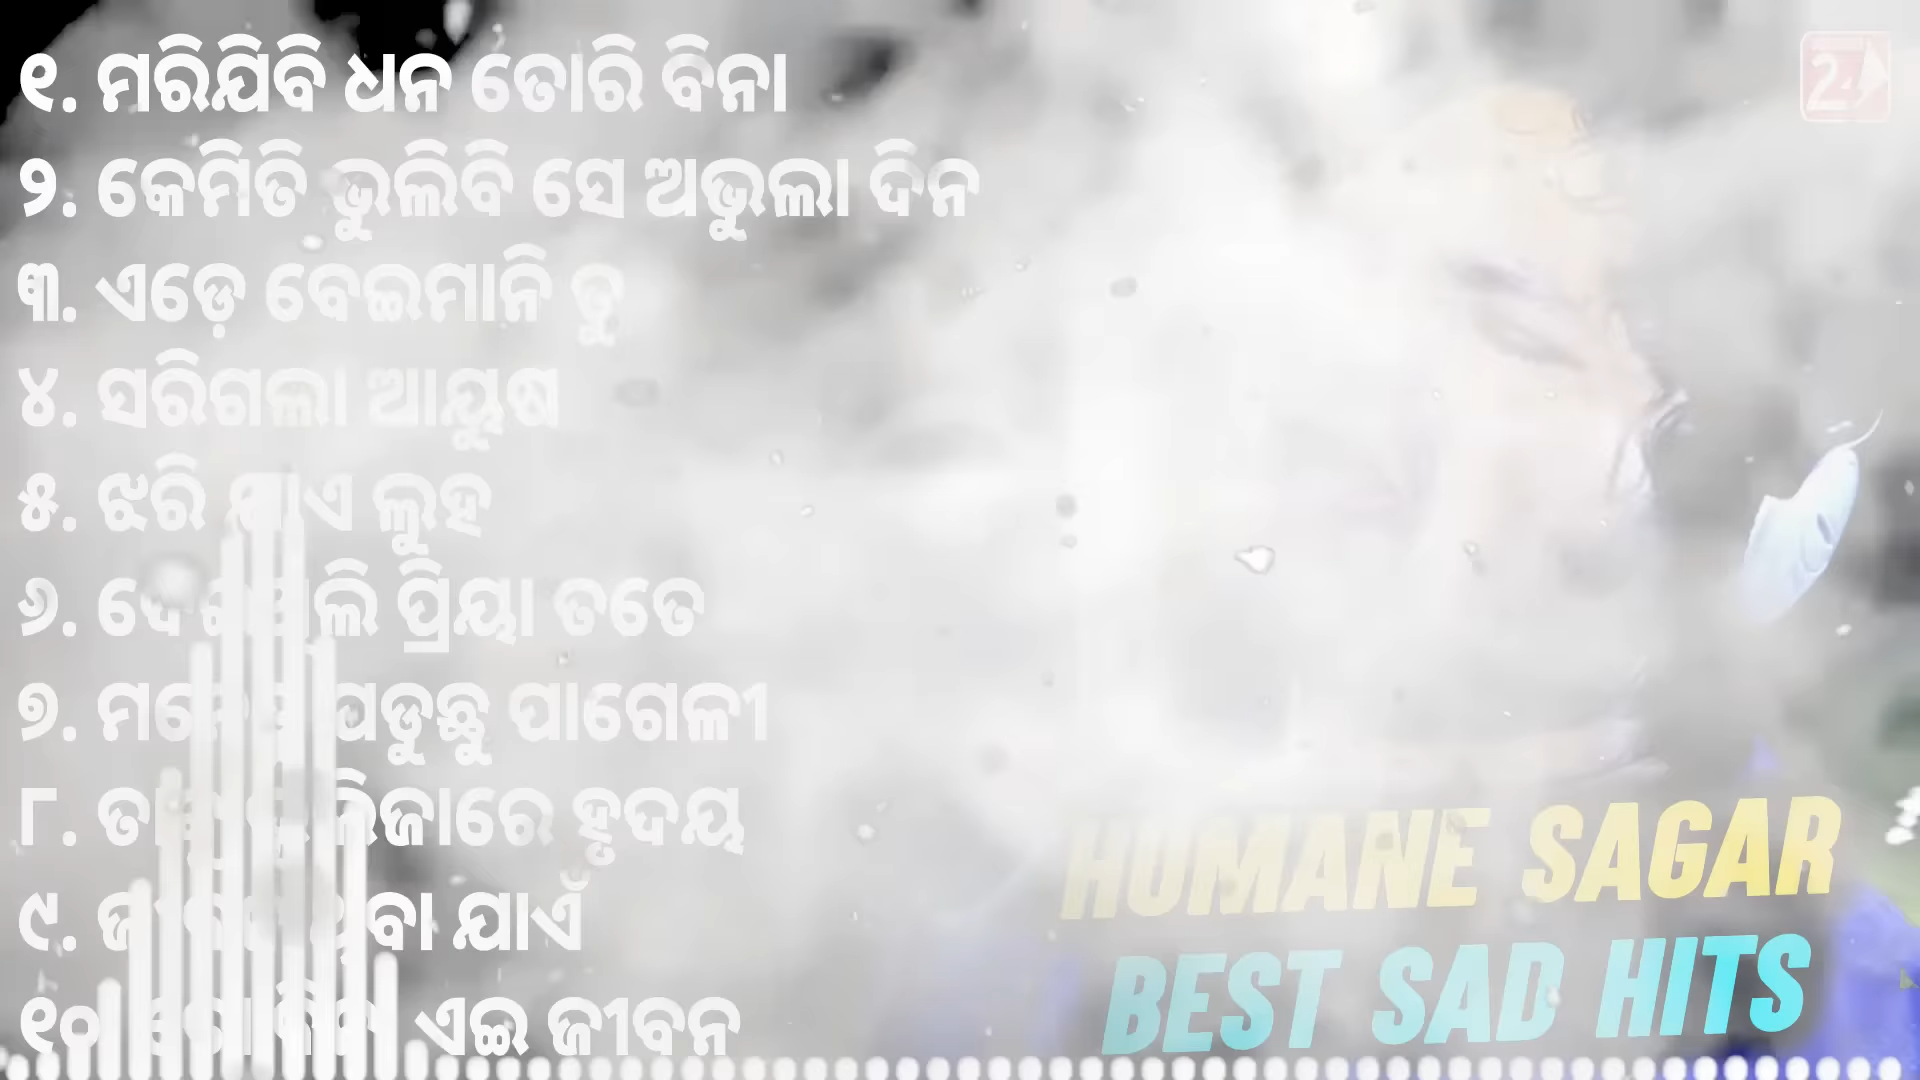 ୧. ମରିଯିବି ଧନ ତୋରି ବିନା
୨. କେମିତି ଭୁଲିବି ସେ ଅଭୁଲା ଦିନ
୩. ଏଡ଼େ ବେଇମାନି ତୁ
୪. ସରିଗଲା ଆୟୁଷ
୫. ଝରି ଯାଏ ଲୁହ
୬. ପ୍ରିୟା ତତେ
୭. ପଡୁଛୁ ପାଗେଳୀ
୮. ହୃଦୟ
୯. ଯାଏଁ
୧୦ ଏଇ ଜୀବନ
24
HUMANE SAGAR
BEST SAD HITS